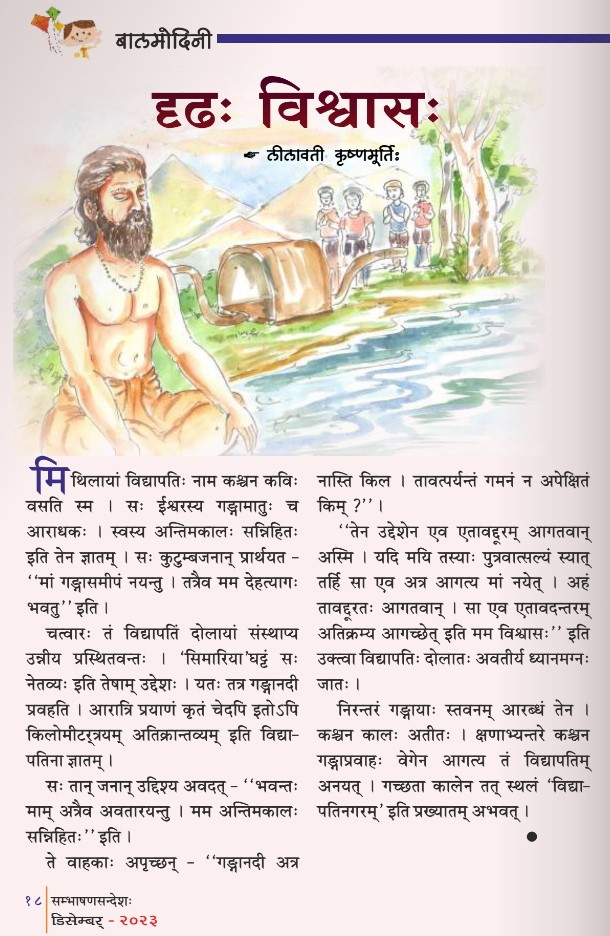 बालमोदिनी
दृढः विश्वासः
☛ लीलावती कृष्णमूर्तिः
मिथिलायां विद्यापतिः नाम कश्चन कविः
वसति स्म । सः ईश्वरस्य गङ्गामातुः च
आराधकः । स्वस्य अन्तिमकालः सन्निहितः
इति तेन ज्ञातम् । सः कुटुम्बजनान् प्रार्थयत –
‘‘मां गङ्गासमीपं नयन्तु । तत्रैव मम देहत्यागः
भवतु’’ इति ।
चत्वारः तं विद्यापतिं दोलायां संस्थाप्य
उन्नीय प्रस्थितवन्तः । ‘सिमारिया’घट्टं सः
नेतव्यः इति तेषाम् उद्देशः । यतः तत्र गङ्गानदी
प्रवहति । आरात्रि प्रयाणं कृतं चेदपि इतोऽपि
किलोमीटर्त्रयम् अतिक्रान्तव्यम् इति विद्या-
पतिना ज्ञातम् ।
सः तान् जनान् उद्दिश्य अवदत् – ‘‘भवन्तः
माम् अत्रैव अवतारयन्तु । मम अन्तिमकालः
सन्निहितः’’ इति ।
ते वाहकाः अपृच्छन् – ‘‘गङ्गानदी अत्र
नास्ति किल । तावत्पर्यन्तं गमनं न अपेक्षितं
किम् ?’’ ।
‘‘तेन उद्देशेन एव एतावद्दूरम् आगतवान्
अस्मि । यदि मयि तस्याः पुत्रवात्सल्यं स्यात्
तर्हि सा एव अत्र आगत्य मां नयेत् । अहं
तावद्दूरतः आगतवान् । सा एव एतावदन्तरम्
अतिक्रम्य आगच्छेत् इति मम विश्वासः’’ इति
उक्त्वा विद्यापतिः दोलातः अवतीर्य ध्यानमग्नः
जातः ।
निरन्तरं गङ्गायाः स्तवनम् आरब्धं तेन ।
कश्चन कालः अतीतः । क्षणाभ्यन्तरे कश्चन
गङ्गाप्रवाहः वेगेन आगत्य तं विद्यापतिम्
अनयत् । गच्छता कालेन तत् स्थलं ‘विद्या-
पतिनगरम्’ इति प्रख्यातम् अभवत् ।
१८ सम्भाषणसन्देशः
डिसेम्बर् - २०२३